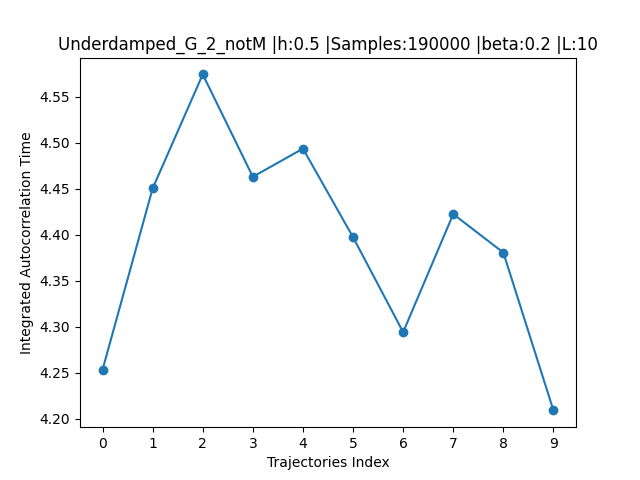 Underdamped_G_2_notM |h:0.5 |Samples:190000 |beta:0.2 |L:10
Integrated Autocorrelation Time
4.55
4.50
4.45
4.40
4.35
4.30
4.25
4.20
0 1 2 3 4 5 6 7 8 9
Trajectories Index